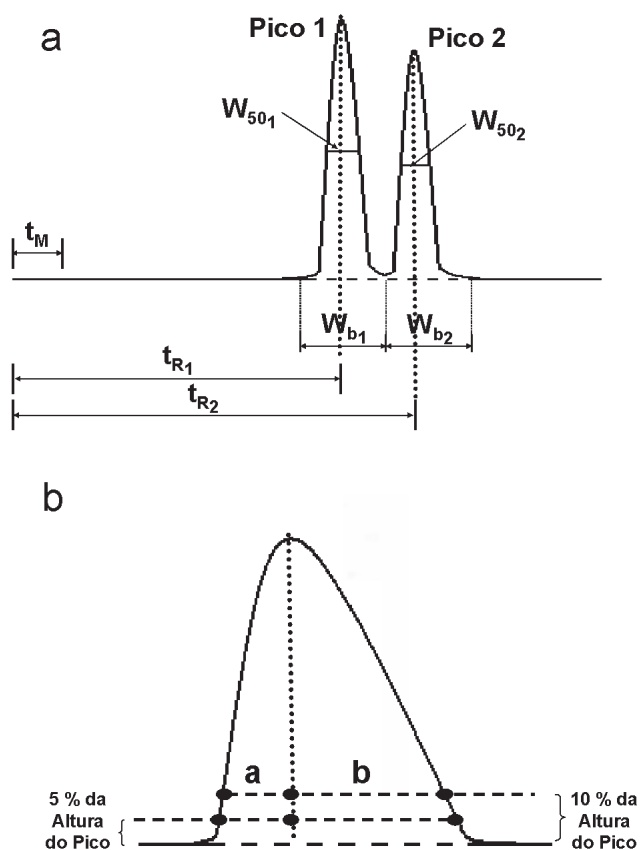 a
Pico 1
Pico 2
W₅₀₁
W₅₀₂
tM
Wb₁
Wb₂
tR₁
tR₂
b
a
b
5 % da
Altura
do Pico
10 % da
Altura
do Pico